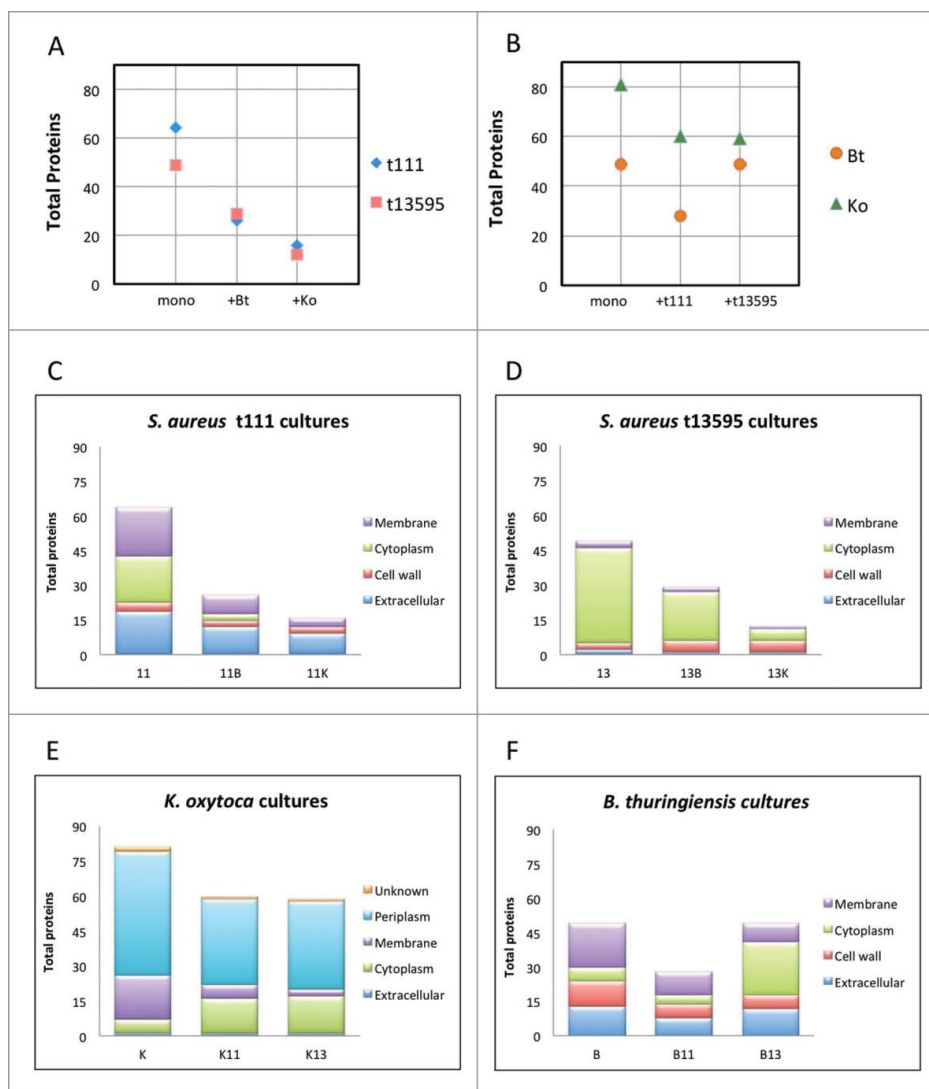 A
Total Proteins
80
60
40
20
0
mono +Bt +Ko
t111
t13595
B
Total Proteins
80
60
40
20
0
mono +t111 +t13595
Bt
Ko
C
S. aureus t111 cultures
Total proteins
90
75
60
45
30
15
0
11 11B 11K
Membrane
Cytoplasm
Cell wall
Extracellular
D
S. aureus t13595 cultures
Total proteins
90
75
60
45
30
15
0
13 13B 13K
Membrane
Cytoplasm
Cell wall
Extracellular
E
K. oxytoca cultures
Total proteins
90
75
60
45
30
15
0
K K11 K13
Unknown
Periplasm
Membrane
Cytoplasm
Extracellular
F
B. thuringiensis cultures
Total proteins
90
75
60
45
30
15
0
B B11 B13
Membrane
Cytoplasm
Cell wall
Extracellular